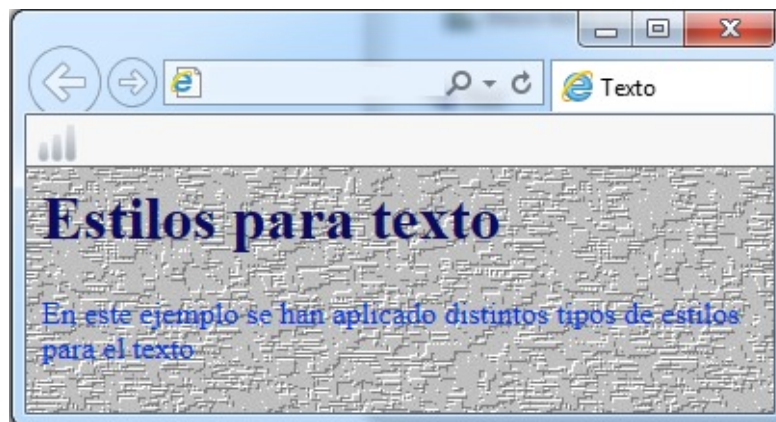 Texto
Estilos para texto
En este ejemplo se han aplicado distintos tipos de estilos
para el texto